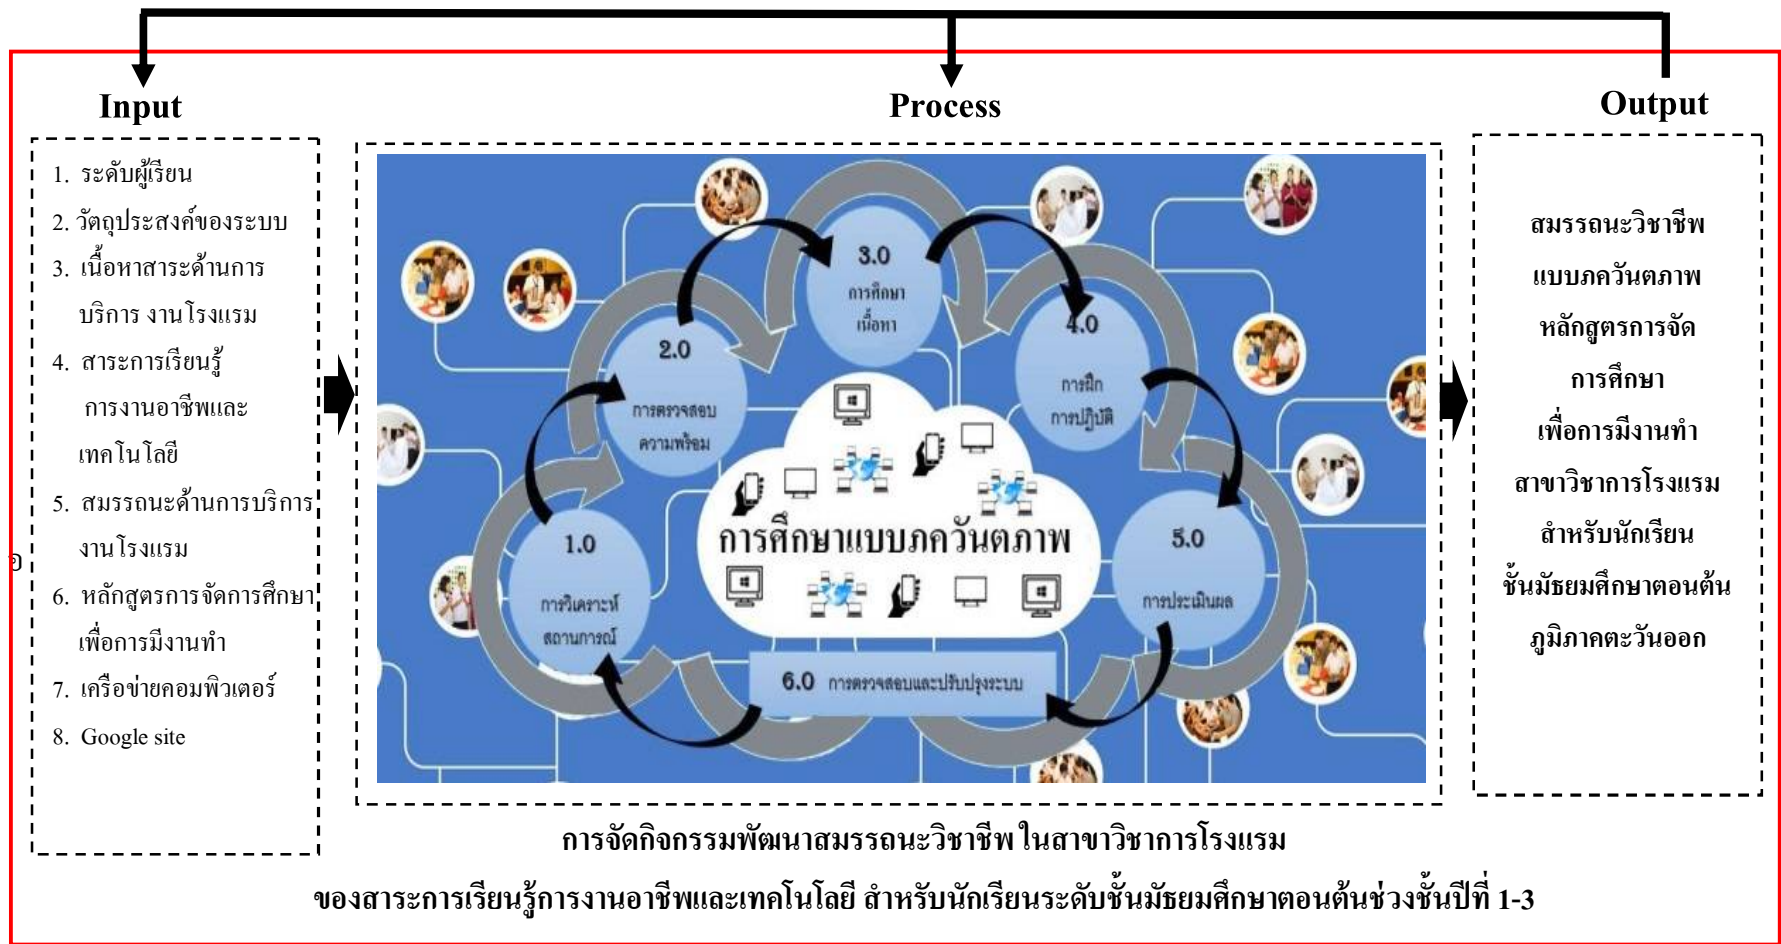 Input
Process
Output
1. ระดับผู้เรียน
2. วัตถุประสงค์ของระบบ
3. เนื้อหาสาระด้านการ
บริการ งานโรงแรม
4. สาระการเรียนรู้
การงานอาชีพและ
เทคโนโลยี
5. สมรรถนะด้านการบริการ
งานโรงแรม
6. หลักสูตรการจัดการศึกษา
เพื่อการมีงานทำ
7. เครือข่ายคอมพิวเตอร์
8. Google site
อ
1.0
การวิเคราะห์
สถานการณ์
2.0
การตรวจสอบ
ความพร้อม
3.0
การศึกษา
เนื้อหา
4.0
การฝึก
การปฏิบัติ
5.0
การประเมินผล
6.0 การตรวจสอบและปรับปรุงระบบ
การศึกษาแบบภควันตภาพ
สมรรถนะวิชาชีพ
แบบภควันตภาพ
หลักสูตรการจัด
การศึกษา
เพื่อการมีงานทำ
สาขาวิชาการโรงแรม
สำหรับนักเรียน
ชั้นมัธยมศึกษาตอนต้น
ภูมิภาคตะวันออก
การจัดกิจกรรมพัฒนาสมรรถนะวิชาชีพ ในสาขาวิชาการโรงแรม
ของสาระการเรียนรู้การงานอาชีพและเทคโนโลยี สำหรับนักเรียนระดับชั้นมัธยมศึกษาตอนต้นช่วงชั้นปีที่ 1-3